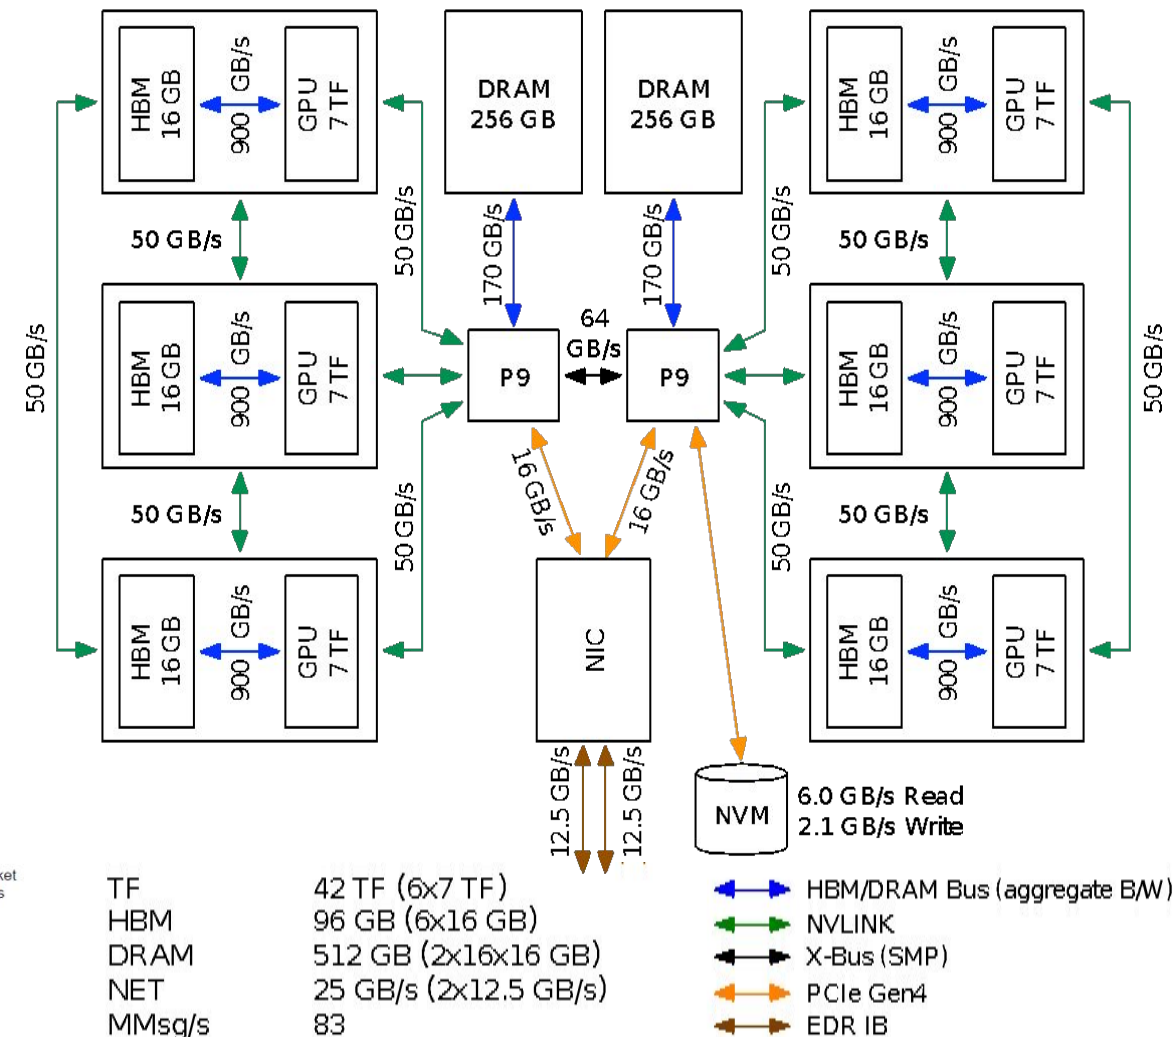 HBM
16 GB
900 GB/s
GPU
7 TF
DRAM
256 GB
DRAM
256 GB
HBM
16 GB
900 GB/s
GPU
7 TF
50 GB/s
50 GB/s
170 GB/s
170 GB/s
50 GB/s
50 GB/s
50 GB/s
HBM
16 GB
900 GB/s
GPU
7 TF
P9
64
GB/s
P9
HBM
16 GB
900 GB/s
GPU
7 TF
50 GB/s
50 GB/s
50 GB/s
16 GB/s
16 GB/s
50 GB/s
50 GB/s
HBM
16 GB
900 GB/s
GPU
7 TF
NIC
HBM
16 GB
900 GB/s
GPU
7 TF
12.5 GB/s
12.5 GB/s
NVM
6.0 GB/s Read
2.1 GB/s Write
TF 42 TF (6x7 TF)
HBM 96 GB (6x16 GB)
DRAM 512 GB (2x16x16 GB)
NET 25 GB/s (2x12.5 GB/s)
MMsg/s 83
HBM/DRAM Bus (aggregate B/W)
NVLINK
X-Bus (SMP)
PCIe Gen4
EDR IB